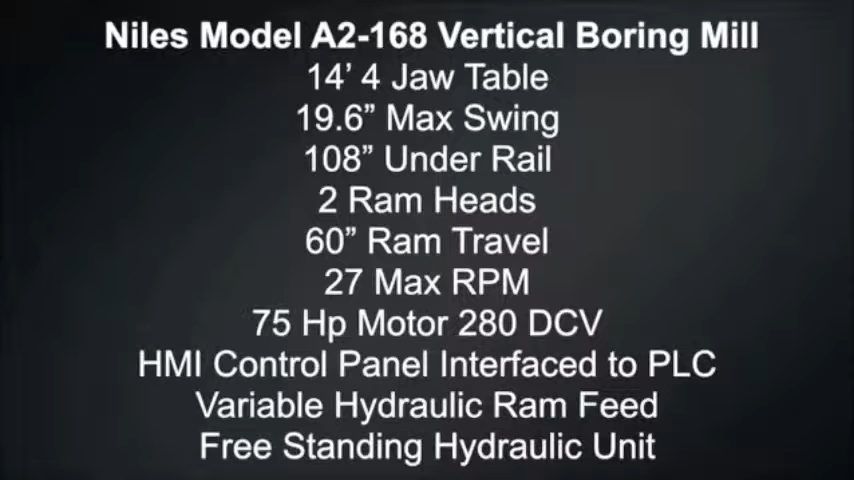 Niles Model A2-168 Vertical Boring Mill
14’ 4 Jaw Table
19.6” Max Swing
108” Under Rail
2 Ram Heads
60” Ram Travel
27 Max RPM
75 Hp Motor 280 DCV
HMI Control Panel Interfaced to PLC
Variable Hydraulic Ram Feed
Free Standing Hydraulic Unit